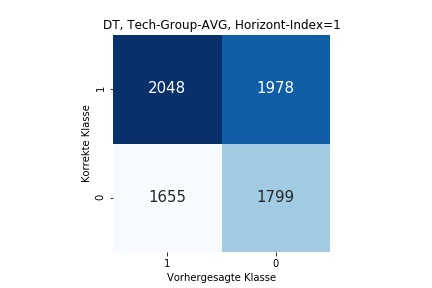 DT, Tech-Group-AVG, Horizont-Index=1
Korrekte Klasse
1
2048 1978
0
1655 1799
1 0
Vorhergesagte Klasse